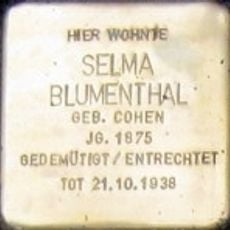 HIER WOHNTE
SELMA
BLUMENTHAL
GEB. COHEN
JG. 1875
GEDEMÜTIGT / ENTRECHTET
TOT 21.10.1938